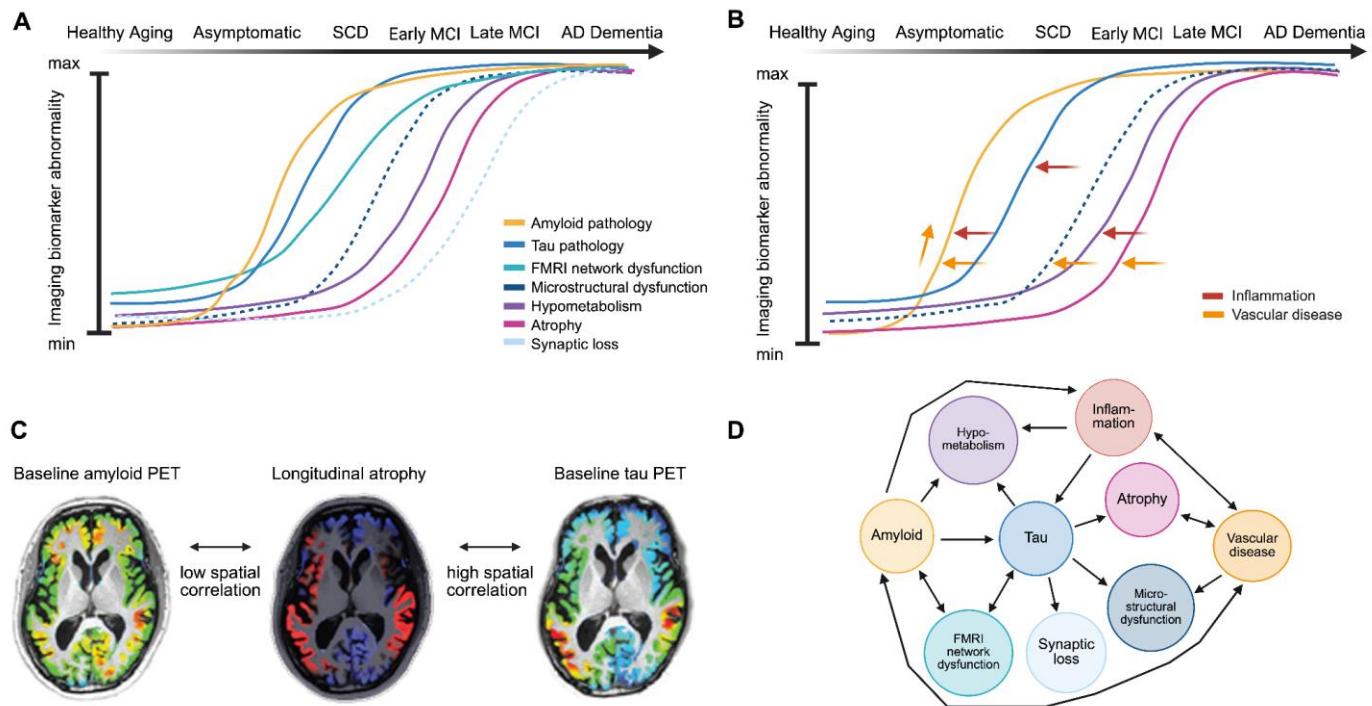 A
Healthy Aging Asymptomatic SCD Early MCI Late MCI AD Dementia
max
Imaging biomarker abnormality
min
Amyloid pathology
Tau pathology
FMRI network dysfunction
Microstructural dysfunction
Hypometabolism
Atrophy
Synaptic loss
B
Healthy Aging Asymptomatic SCD Early MCI Late MCI AD Dementia
max
Imaging biomarker abnormality
min
Inflammation
Vascular disease
C
Baseline amyloid PET
Longitudinal atrophy
Baseline tau PET
low spatial
correlation
high spatial
correlation
D
Inflam-
mation
Hypo-
metabolism
Atrophy
Amyloid
Tau
Vascular
disease
Micro-
structural
dysfunction
FMRI
network
dysfunction
Synaptic
loss